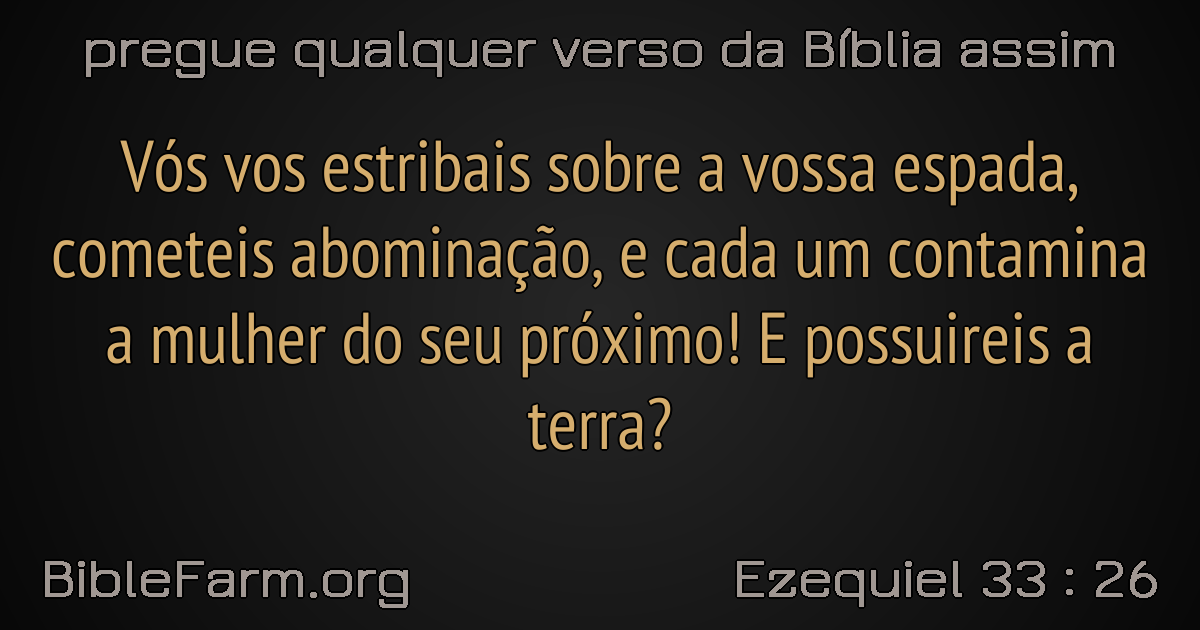 pregue qualquer verso da Bíblia assim
Vós vos estribais sobre a vossa espada,
cometeis abominação, e cada um contamina
a mulher do seu próximo! E possuireis a
terra?
BibleFarm.org
Ezequiel 33 : 26